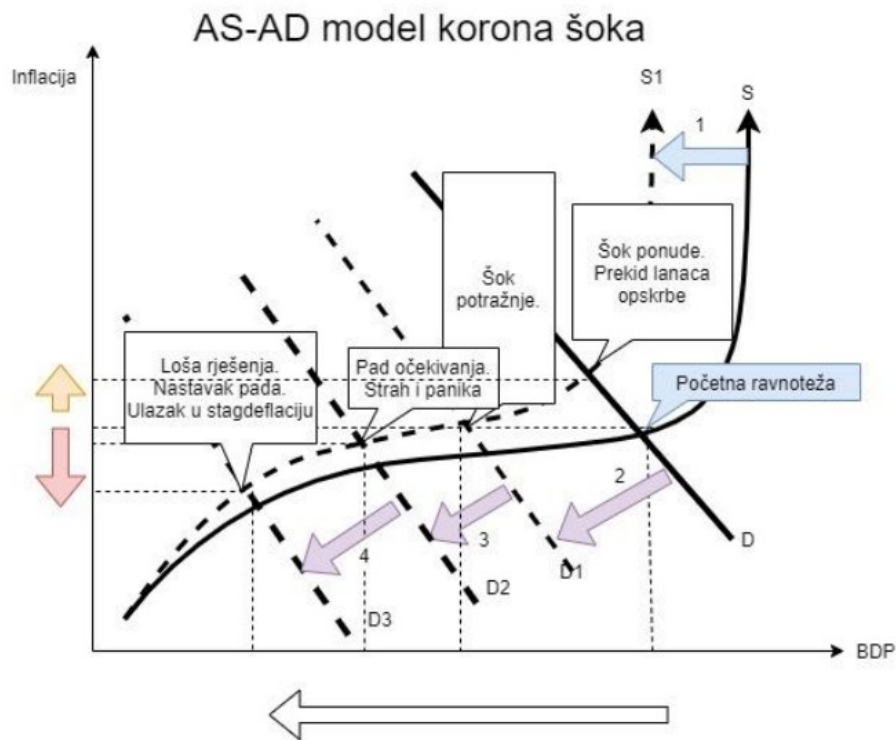 AS-AD model korona šoka
Inflacija
S1
S
1
Šok ponude.
Prekid lanaca
opskrbe
Šok
potražnje.
Loša rješenja.
Nastavak pada.
Ulazak u stagdeflaciju
Pad očekivanja.
Strah i panika
Početna ravnoteža
2
3
4
D
D1
D2
D3
BDP